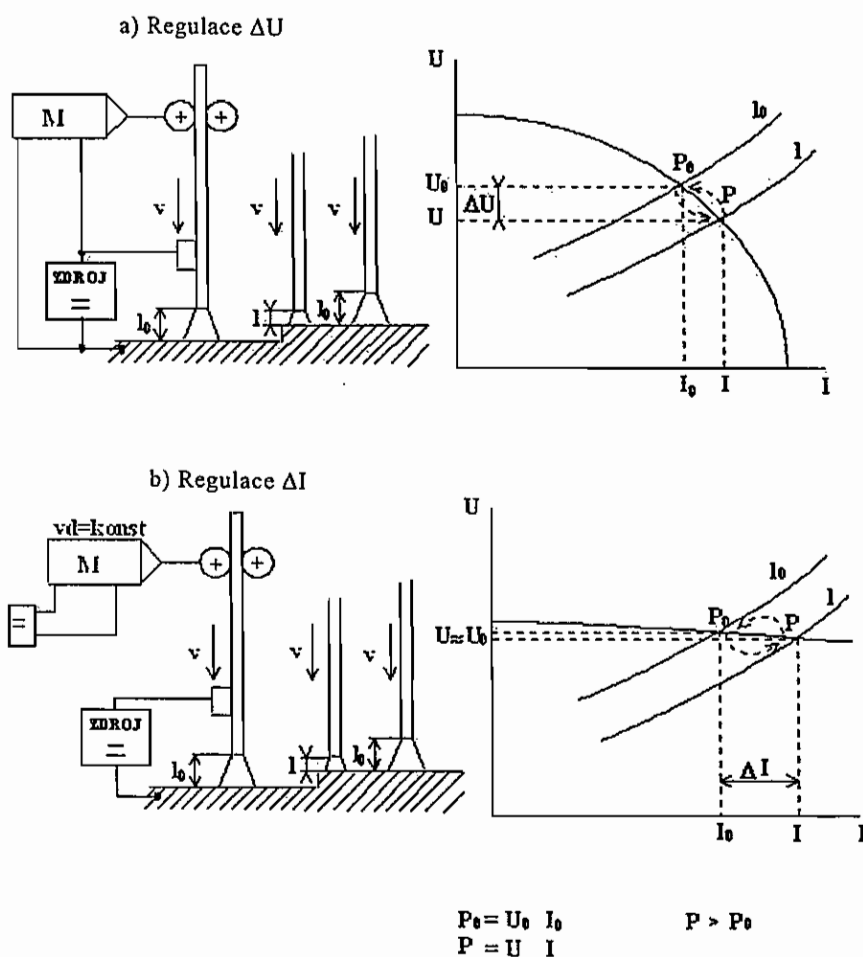 a) Regulace ΔU
M
v
ZDROJ
=
l₀
v
l
v
l₀
U
U₀
ΔU
U
P₀
P
l₀
l
I₀
I
I
b) Regulace ΔI
vd=konst
M
=
v
ZDROJ
=
l₀
v
l
v
l₀
U
U≈U₀
P₀
P
l₀
l
ΔI
I₀
I
I
P₀ = U₀ I₀
P > P₀
P = U I